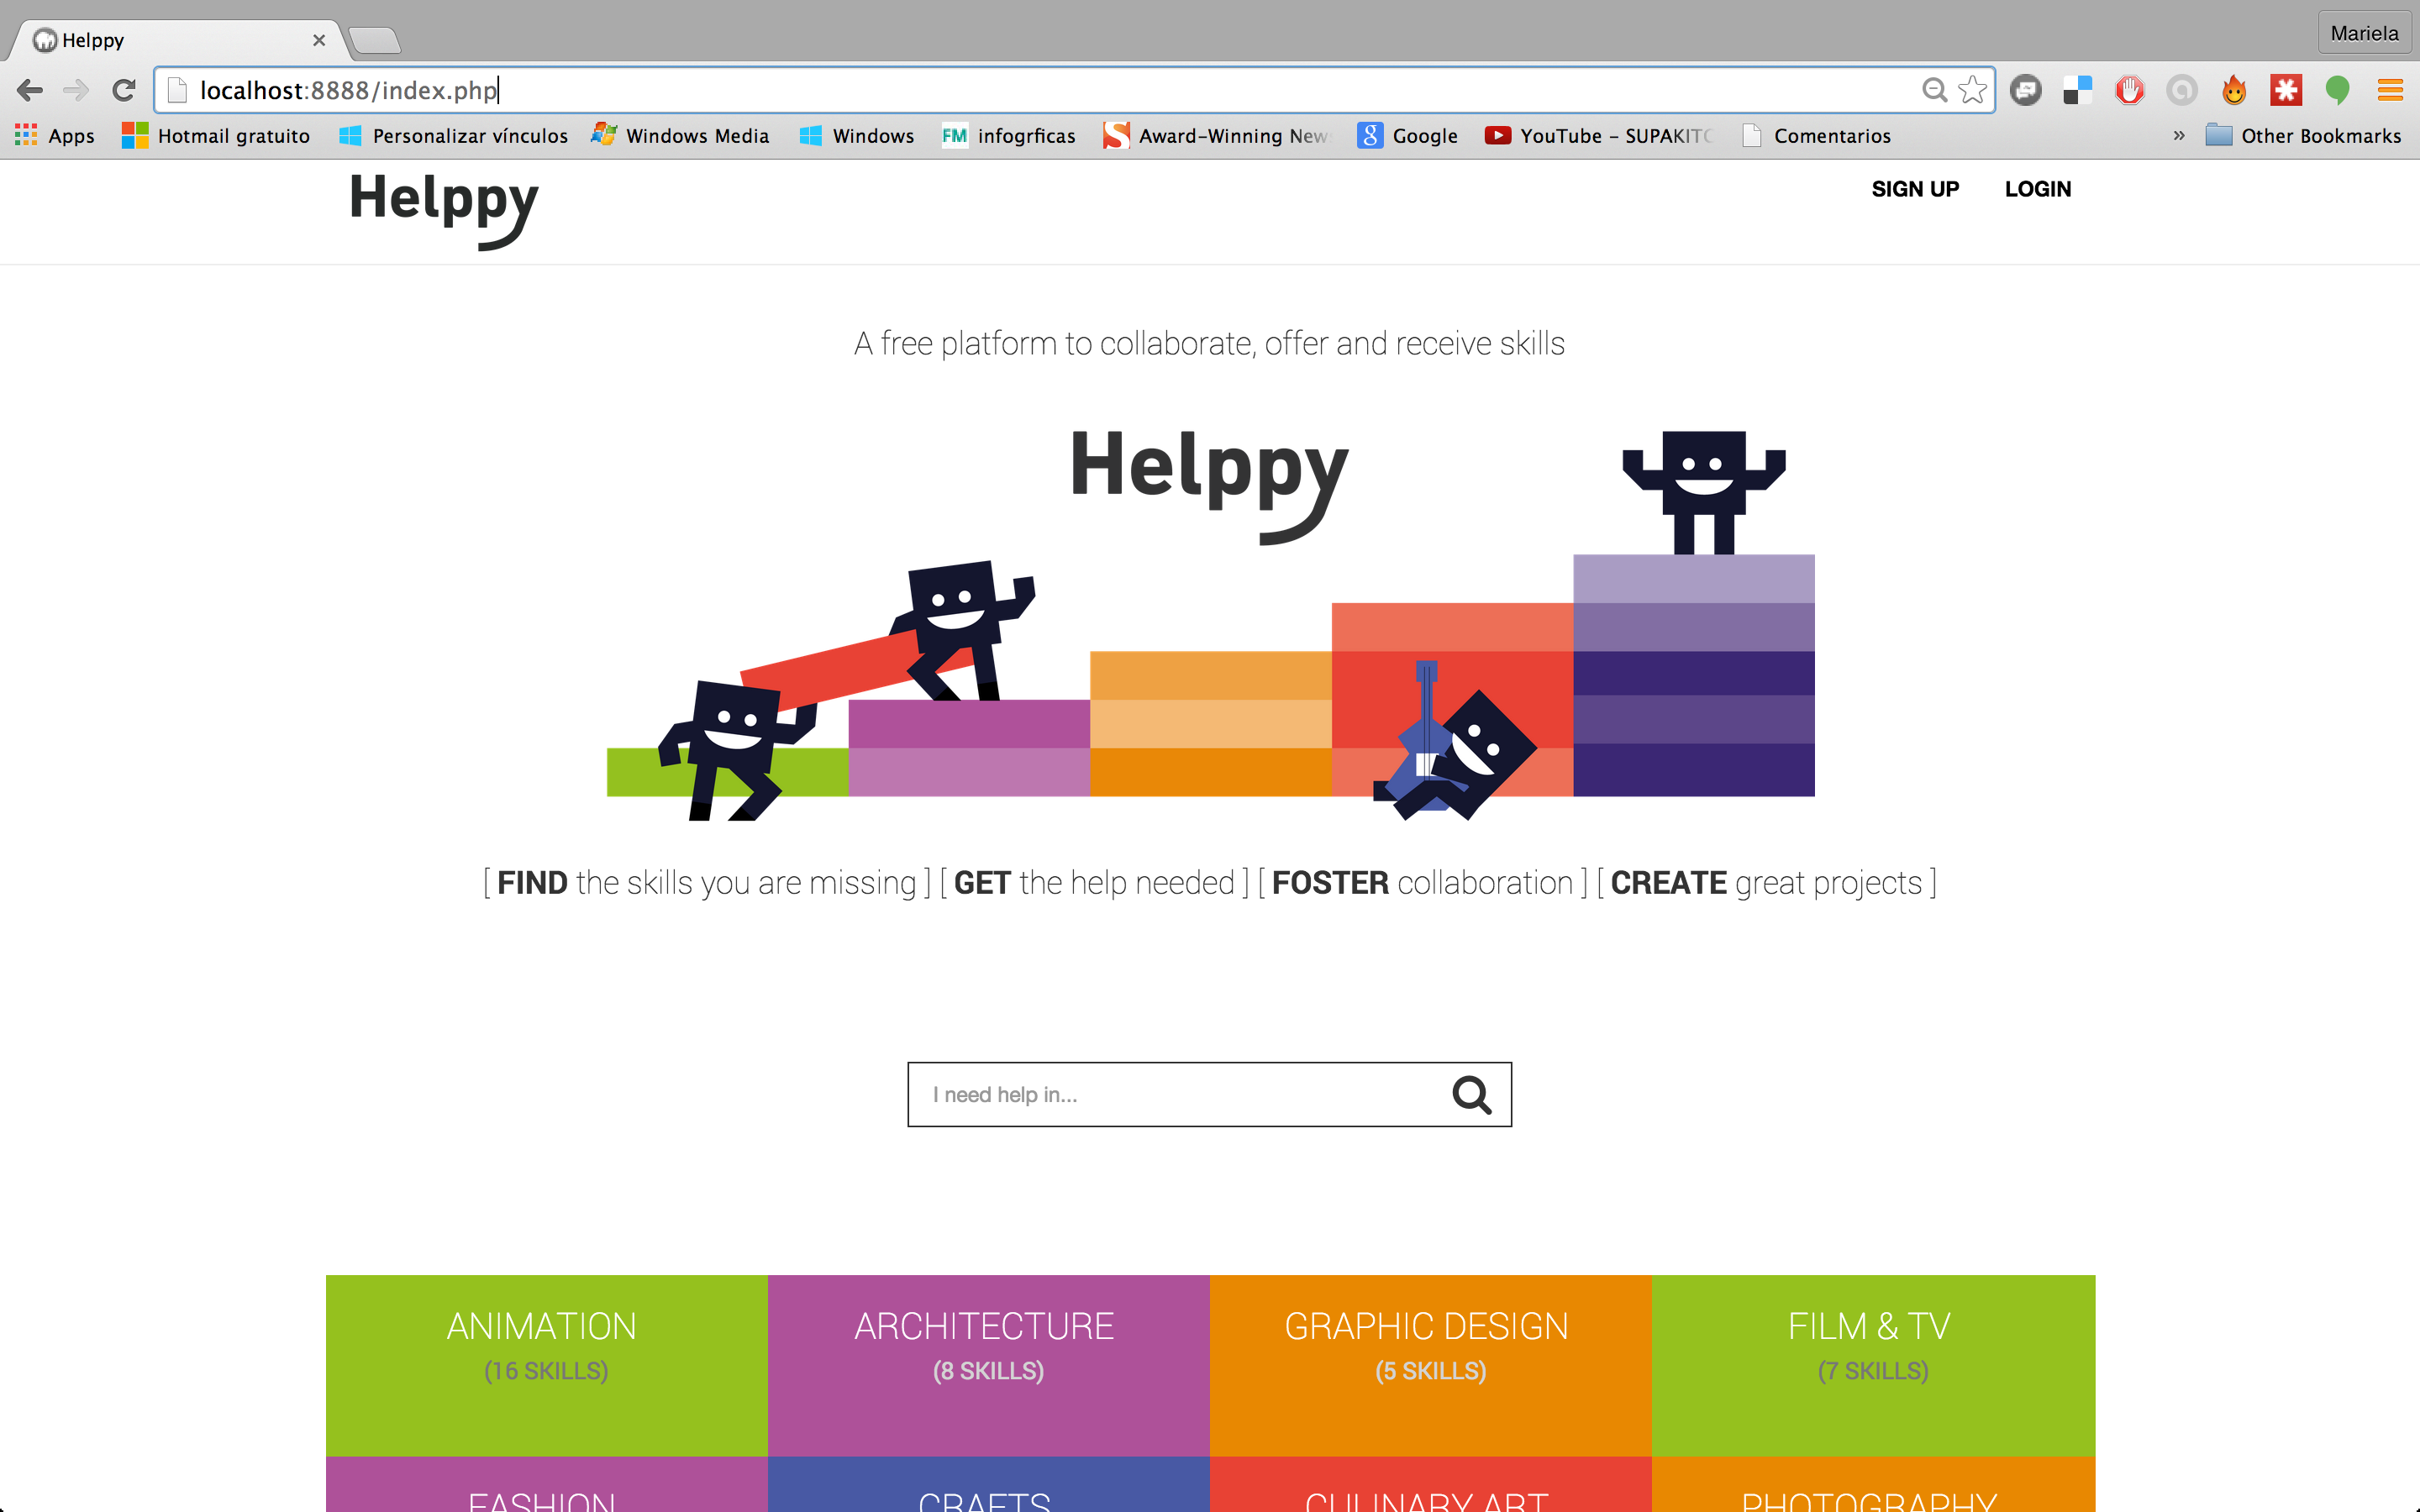 Helppy
Mariela
localhost:8888/index.php
Apps Hotmail gratuito Personalizar vínculos Windows Media Windows FM infogrficas Award-Winning New Google YouTube – SUPAKITC Comentarios » Other Bookmarks
Helppy SIGN UP LOGIN
A free platform to collaborate, offer and receive skills
Helppy
[ FIND the skills you are missing ] [ GET the help needed ] [ FOSTER collaboration ] [ CREATE great projects ]
I need help in...
ANIMATION ARCHITECTURE GRAPHIC DESIGN FILM & TV
(16 SKILLS) (8 SKILLS) (5 SKILLS) (7 SKILLS)
FASHION CRAFTS CULINARY ART PHOTOGRAPHY